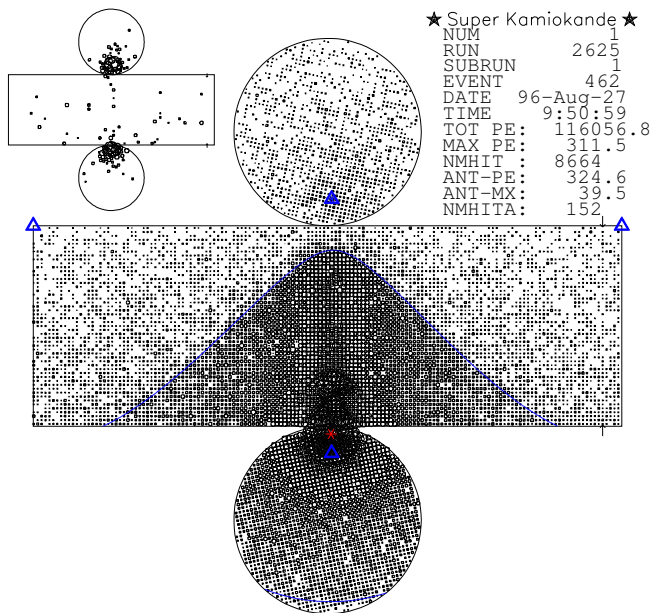 ★ Super Kamiokande ★
NUM 1
RUN 2625
SUBRUN 1
EVENT 462
DATE 96-Aug-27
TIME 9:50:59
TOT PE: 116056.8
MAX PE: 311.5
NMHIT : 8664
ANT-PE: 324.6
ANT-MX: 39.5
NMHITA: 152